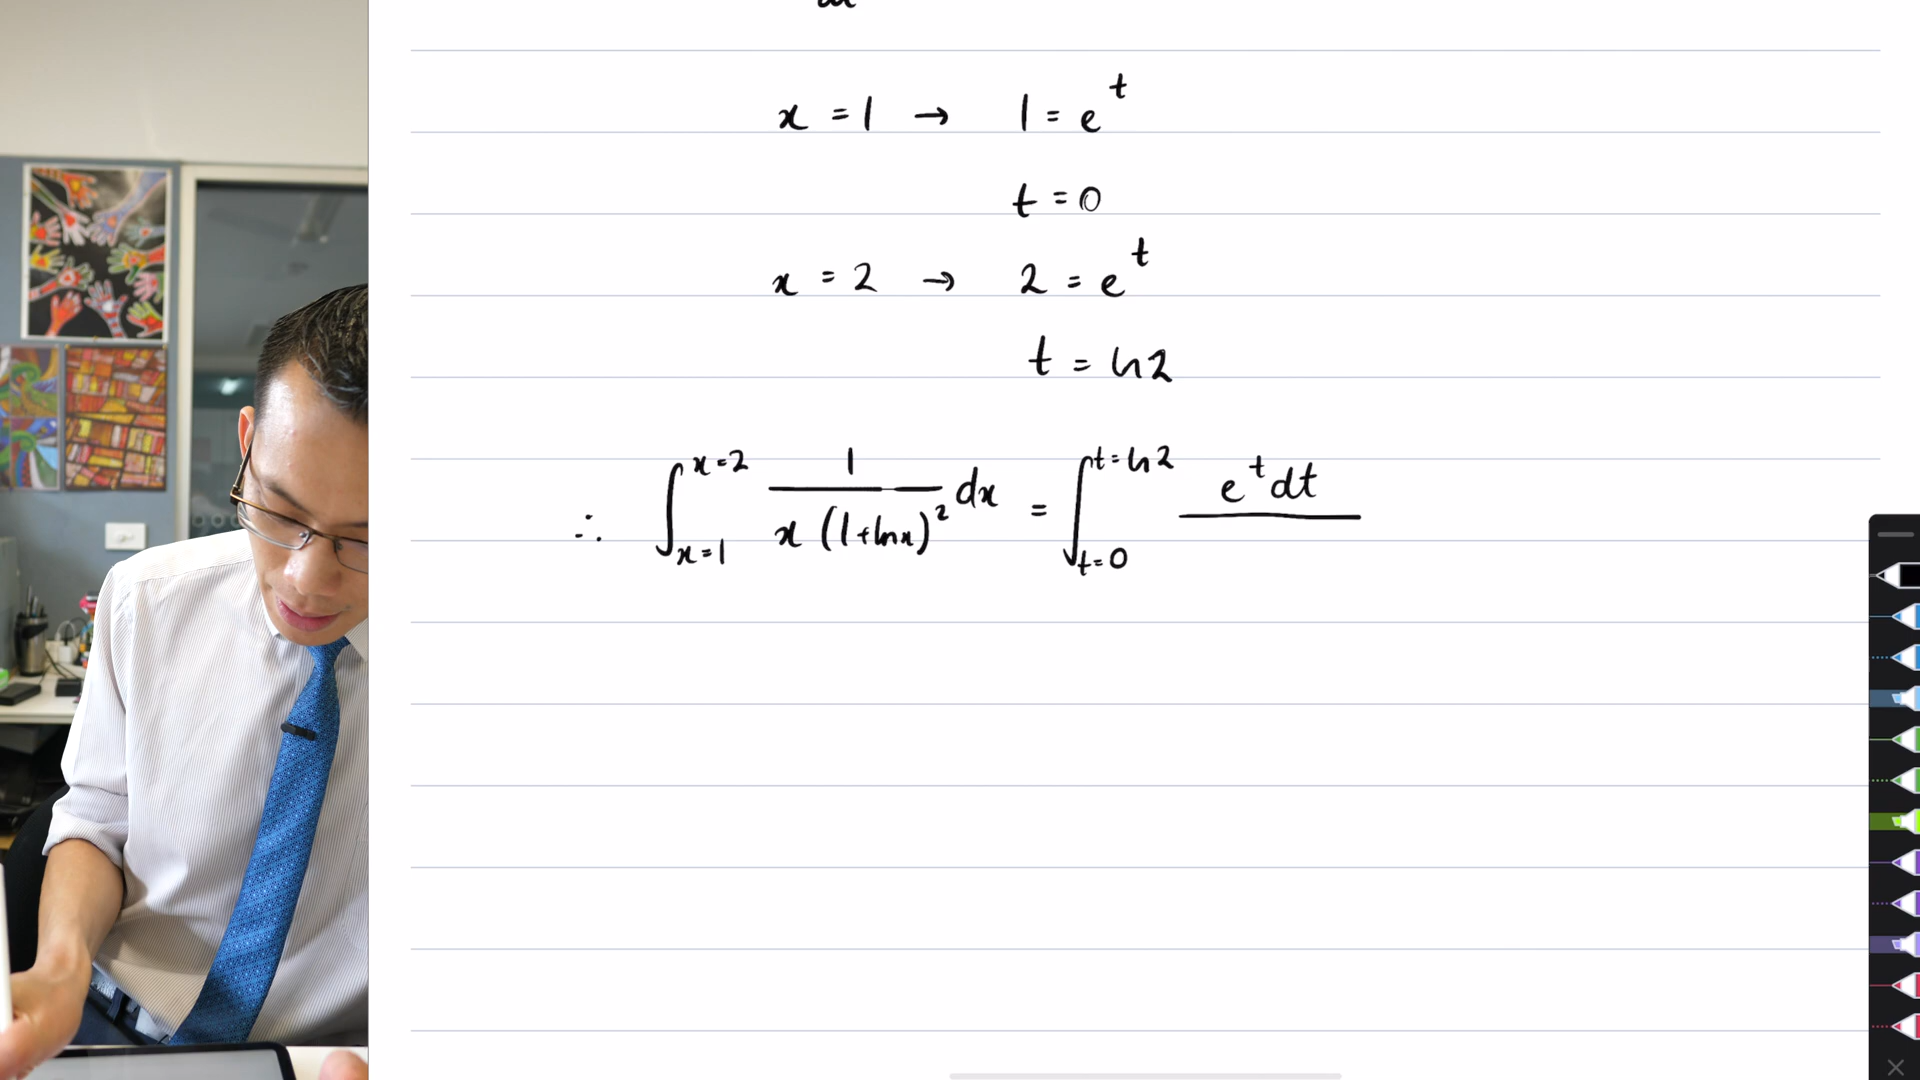 x = 1 → 1 = e^t
t = 0
x = 2 → 2 = e^t
t = ln2
∴ ∫_{x=1}^{x=2} 1/(x(1+lnx)^2) dx = ∫_{t=0}^{t=ln2} e^t dt